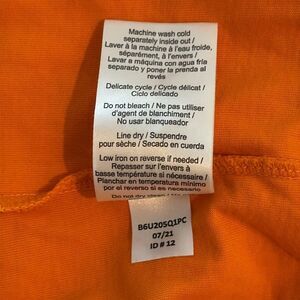 Machine wash cold
separately inside out /
Laver à la machine à l'eau froide,
séparément, à l'envers /
Lavar a máquina con agua fría
separado y poner la prenda al
revés
Delicate cycle / Cycle délicat /
Ciclo delicado
Do not bleach / Ne pas utiliser
d'agent de blanchiment /
No usar blanqueador
Line dry / Suspendre
pour sèche / Secado en cuerda
Low iron on reverse if needed /
Repasser sur l'envers à
basse température si nécessaire /
Planchar en temperatura mínimo
por el reverso si es necesario
Do not dry clean
B6U205Q1PC
07/21
ID # 12